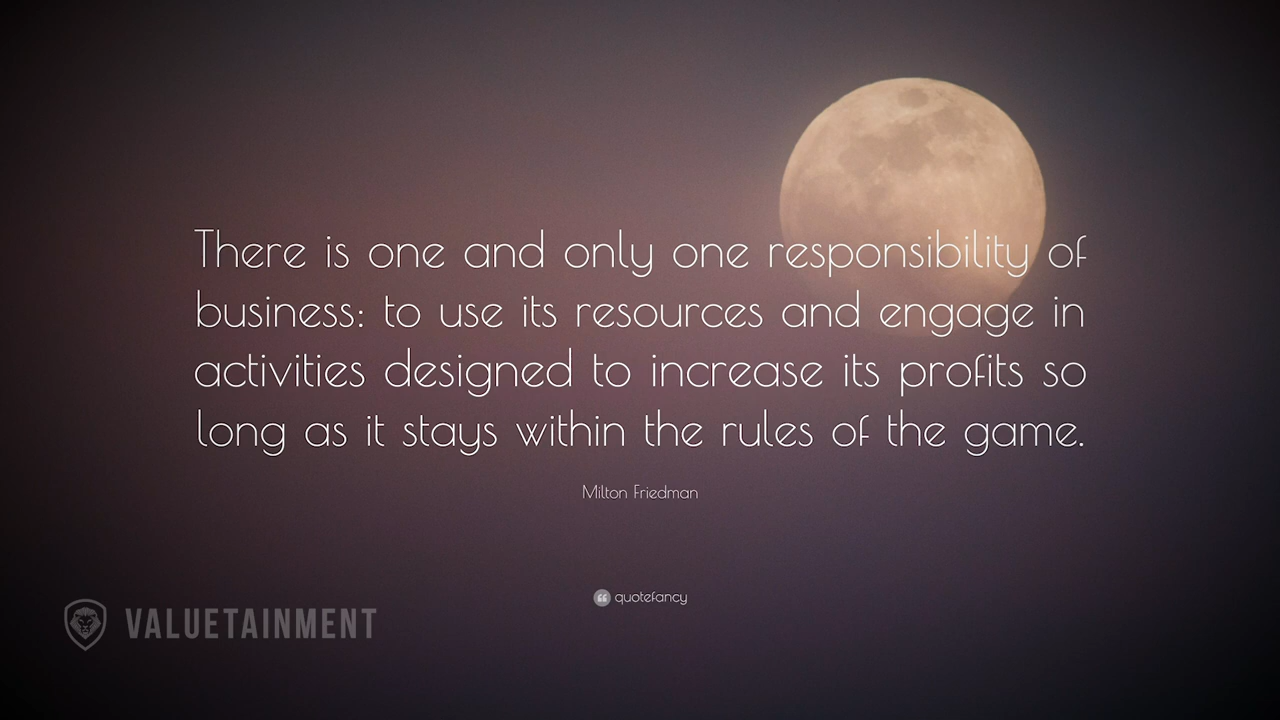 There is one and only one responsibility of
business: to use its resources and engage in
activities designed to increase its profits so
long as it stays within the rules of the game.
Milton Friedman
quotefancy
VALUETAINMENT